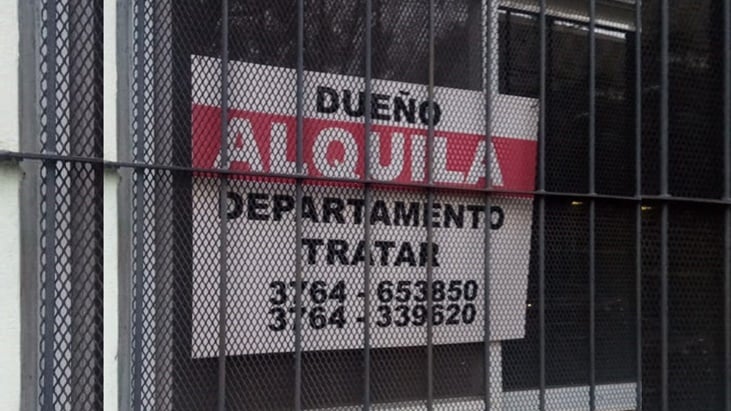 DUEÑO
ALQUILA
DEPARTAMENTO
TRATAR
3764 - 653850
3764 - 339620